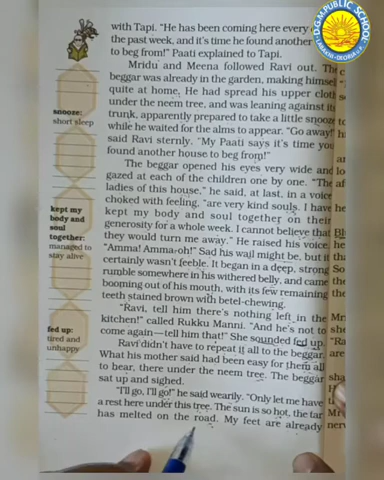 D.G.M. PUBLIC SCHOOL
with Tapi. "He has been coming here every
the past week, and it's time he found another
to beg from!" Paati explained to Tapi.
Mridu and Meena followed Ravi out. The
beggar was already in the garden, making himself
quite at home. He had spread his upper cloth
under the neem tree, and was leaning against its
trunk, apparently prepared to take a little snooze
while he waited for the alms to appear. "Go away!"
said Ravi sternly. "My Paati says it's time you
found another house to beg from!"
The beggar opened his eyes very wide and
gazed at each of the children one by one. "The
ladies of this house," he said, at last, in a voice
choked with feeling, "are very kind souls. I have
kept my body and soul together on their
generosity for a whole week. I cannot believe that
they would turn me away." He raised his voice,
"Amma! Amma-oh!" Sad his wail might be, but it
certainly wasn't feeble. It began in a deep, strong
rumble somewhere in his withered belly, and came
booming out of his mouth, with its few remaining
teeth stained brown with betel-chewing.
"Ravi, tell him there's nothing left in the
kitchen!" called Rukku Manni. "And he's not to
come again — tell him that!" She sounded fed up.
Ravi didn't have to repeat it all to the beggar.
What his mother said had been easy for them all
to bear, there under the neem tree. The beggar
sat up and sighed.
"I'll go, I'll go!" he said wearily. "Only let me have
a rest here under this tree. The sun is so hot, the tar
has melted on the road. My feet are already
snooze:
short sleep
kept my
body and
soul
together:
managed to
stay alive
fed up:
tired and
unhappy